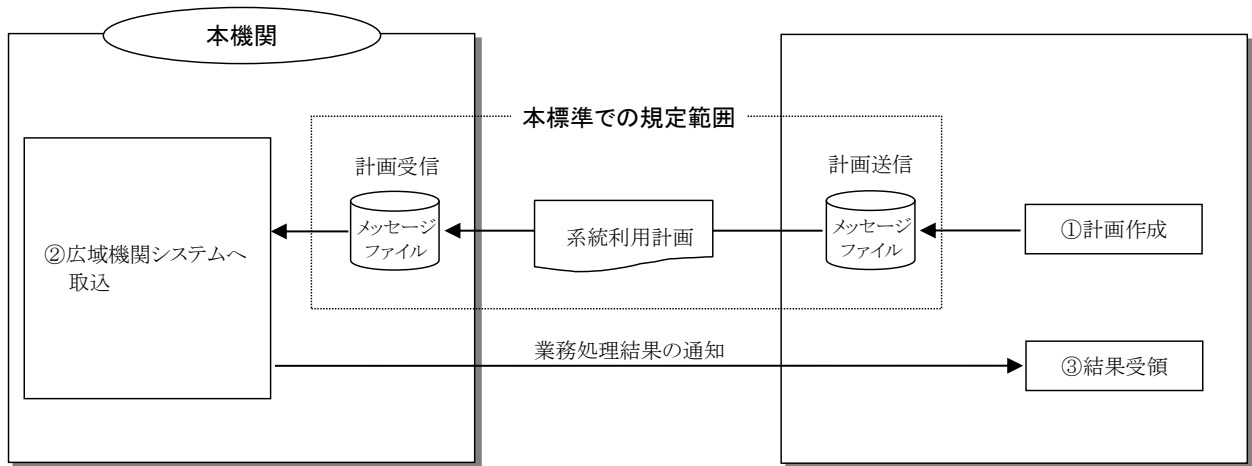 本機関
本標準での規定範囲
計画受信
計画送信
メッセージ
ファイル
系統利用計画
メッセージ
ファイル
①計画作成
②広域機関システムへ
取込
業務処理結果の通知
③結果受領